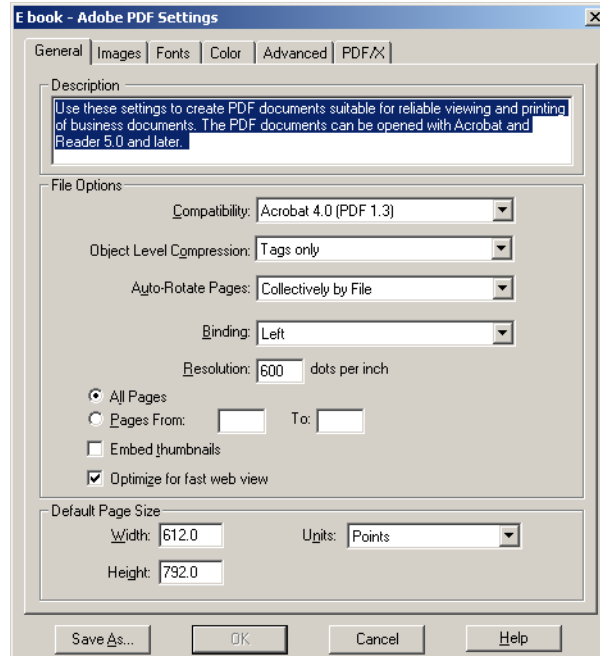 E book - Adobe PDF Settings
General Images Fonts Color Advanced PDF/X
Description
Use these settings to create PDF documents suitable for reliable viewing and printing
of business documents. The PDF documents can be opened with Acrobat and
Reader 5.0 and later.
File Options
Compatibility: Acrobat 4.0 (PDF 1.3)
Object Level Compression: Tags only
Auto-Rotate Pages: Collectively by File
Binding: Left
Resolution: 600 dots per inch
All Pages
Pages From: To:
Embed thumbnails
Optimize for fast web view
Default Page Size
Width: 612.0 Units: Points
Height: 792.0
Save As... OK Cancel Help